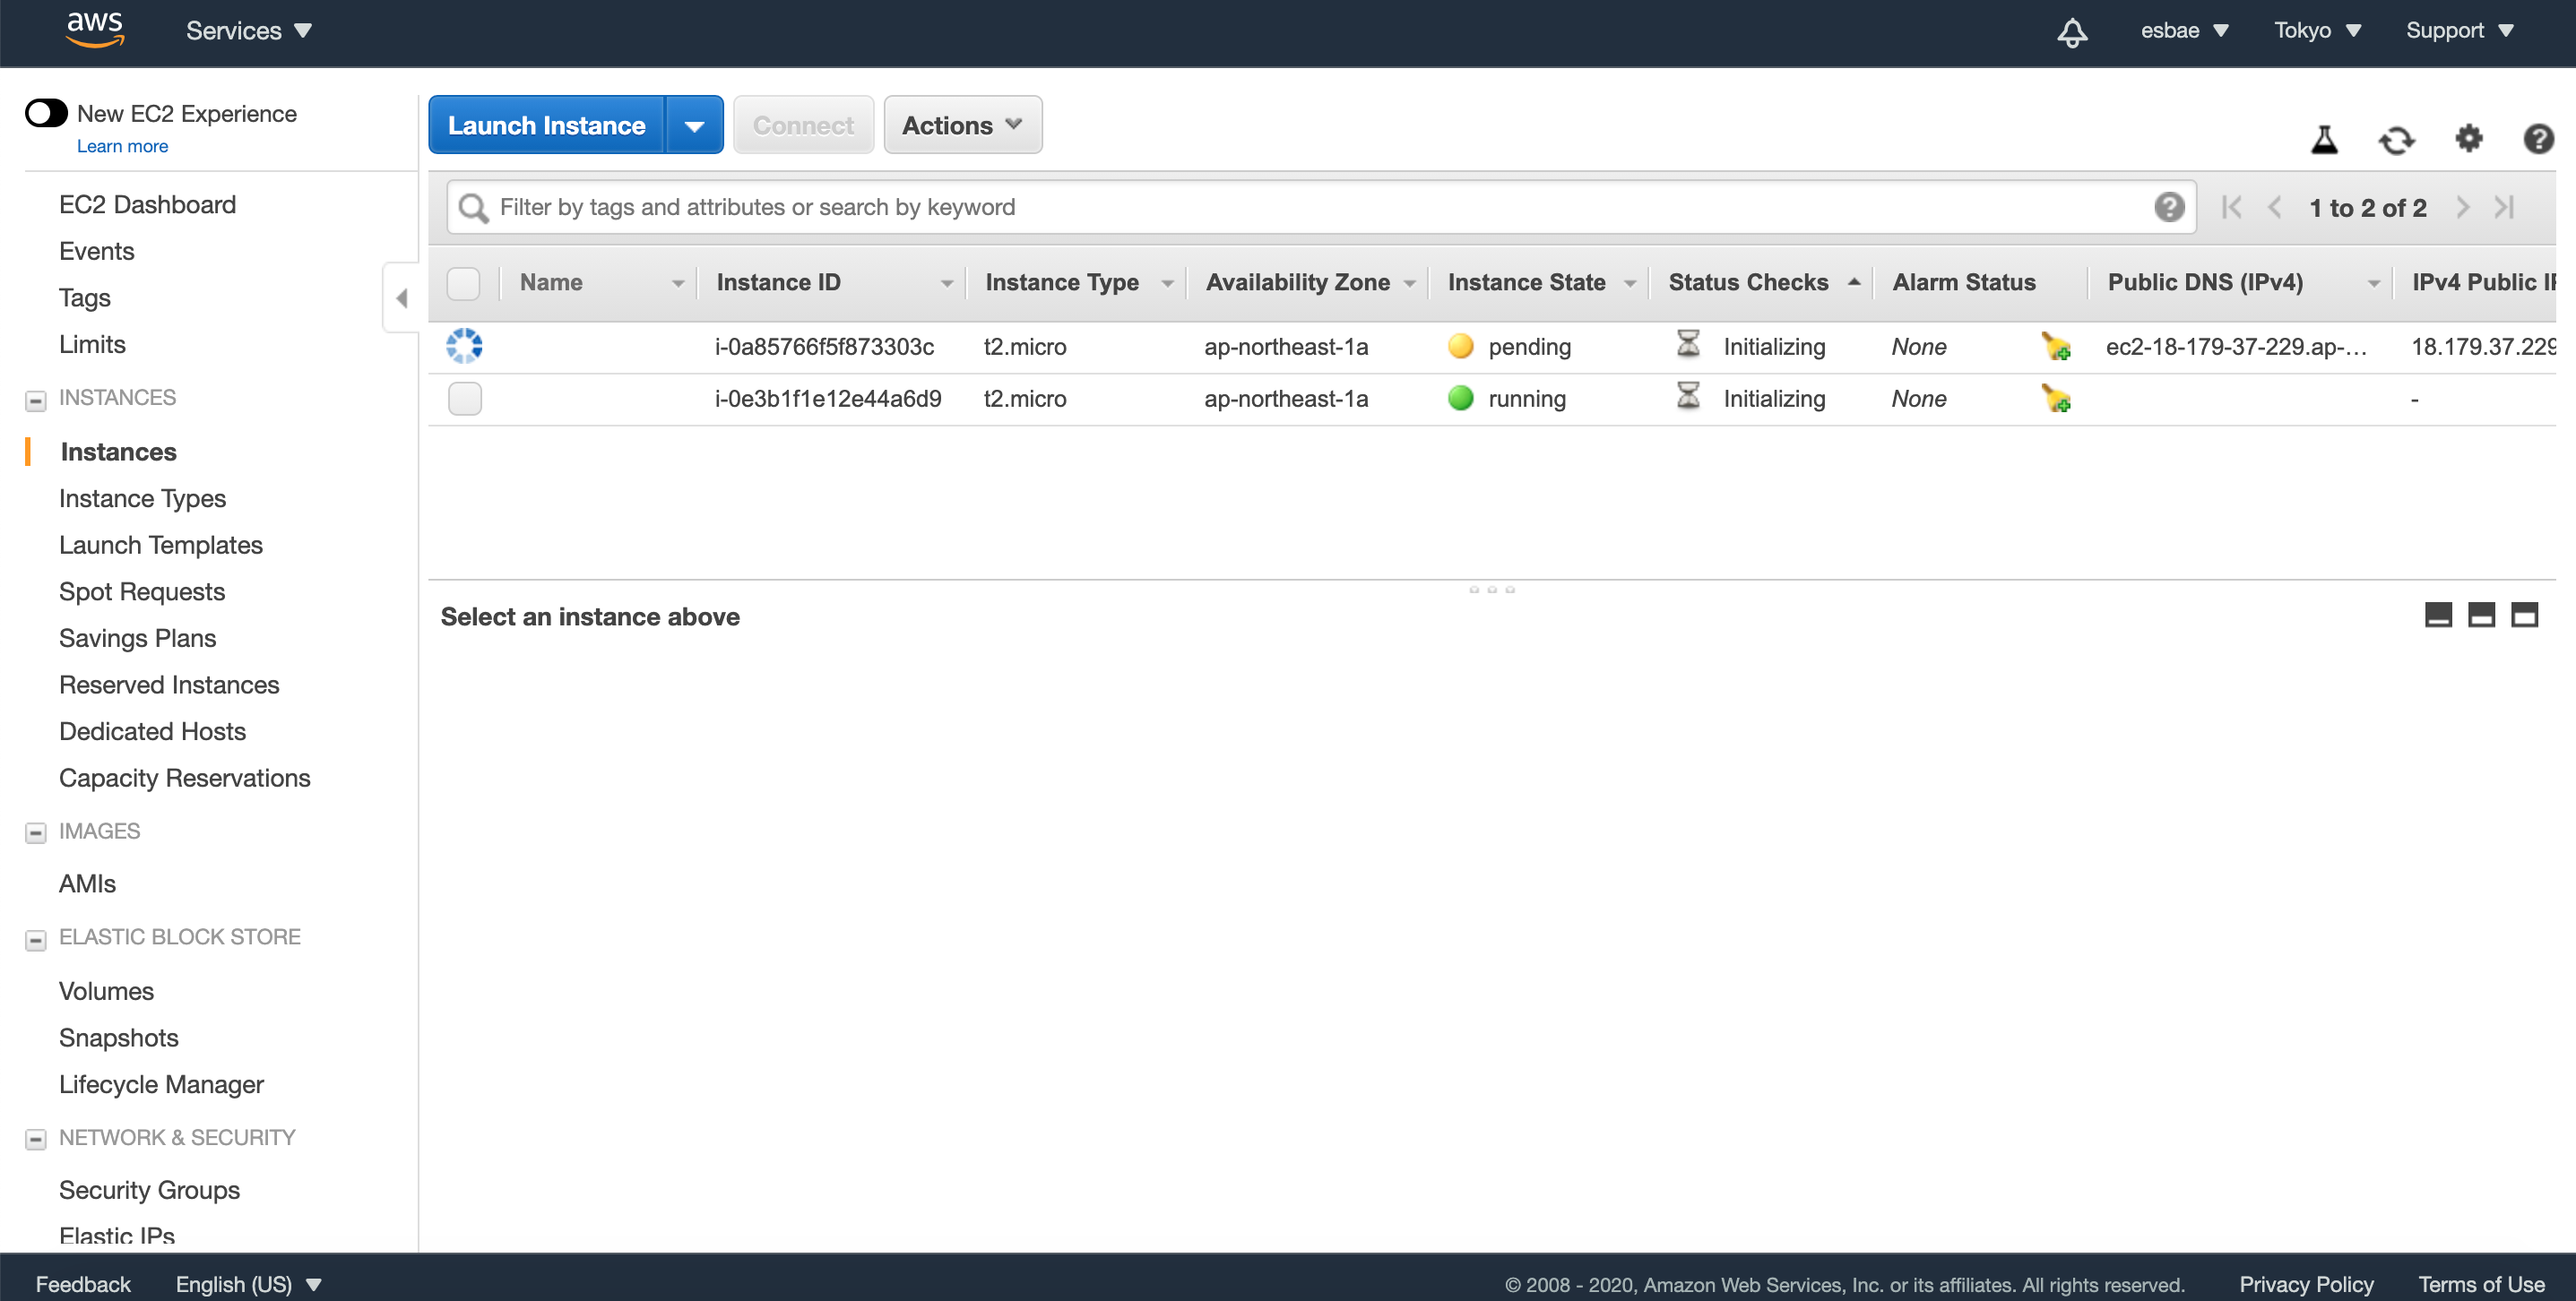 aws Services esbae Tokyo Support
New EC2 Experience
Learn more
EC2 Dashboard
Events
Tags
Limits
INSTANCES
Instances
Instance Types
Launch Templates
Spot Requests
Savings Plans
Reserved Instances
Dedicated Hosts
Capacity Reservations
IMAGES
AMIs
ELASTIC BLOCK STORE
Volumes
Snapshots
Lifecycle Manager
NETWORK & SECURITY
Security Groups
Elastic IPs
Launch Instance Connect Actions
Filter by tags and attributes or search by keyword 1 to 2 of 2
Name Instance ID Instance Type Availability Zone Instance State Status Checks Alarm Status Public DNS (IPv4) IPv4 Public IP
i-0a85766f5f873303c t2.micro ap-northeast-1a pending Initializing None ec2-18-179-37-229.ap-... 18.179.37.229
i-0e3b1f1e12e44a6d9 t2.micro ap-northeast-1a running Initializing None -
Select an instance above
Feedback English (US) © 2008 - 2020, Amazon Web Services, Inc. or its affiliates. All rights reserved. Privacy Policy Terms of Use